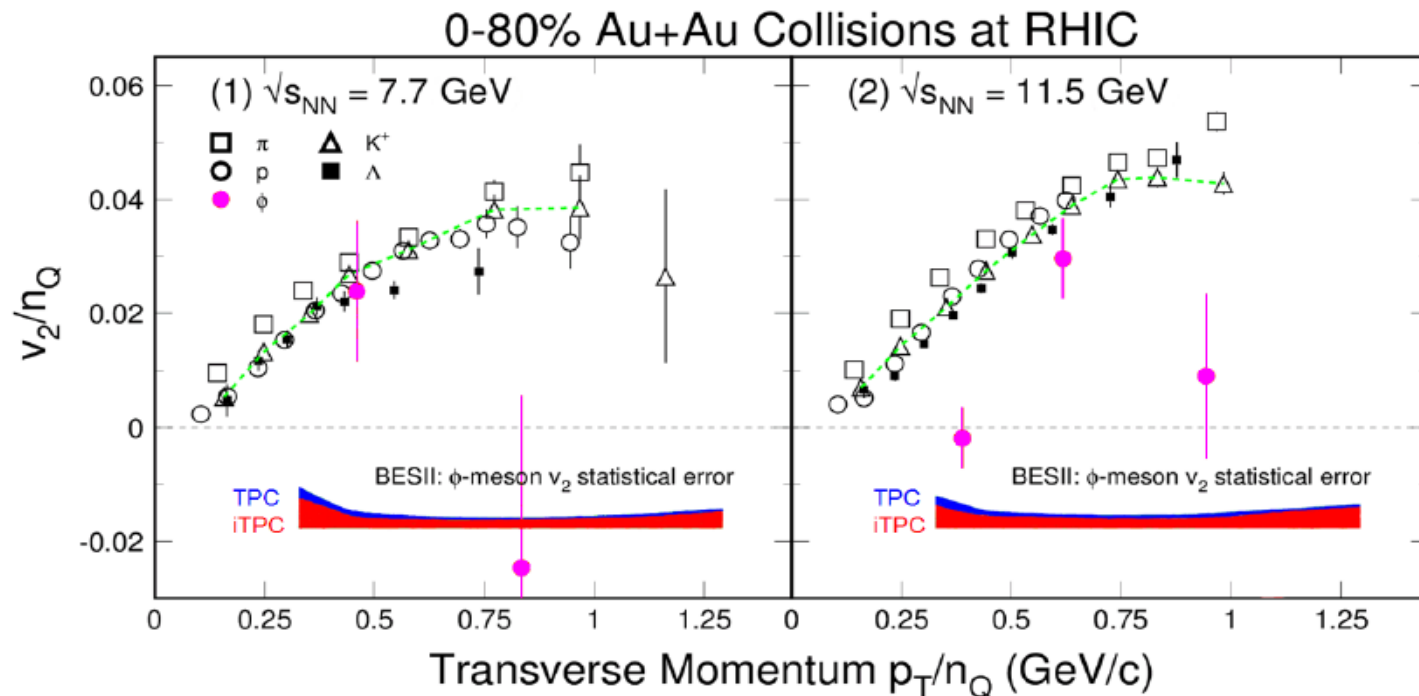 0-80% Au+Au Collisions at RHIC
(1) √sNN = 7.7 GeV
π K+
p Λ
ϕ
(2) √sNN = 11.5 GeV
v2/nQ
0.06
0.04
0.02
0
-0.02
BESII: ϕ-meson v2 statistical error
TPC
iTPC
BESII: ϕ-meson v2 statistical error
TPC
iTPC
0 0.25 0.5 0.75 1 1.25 0 0.25 0.5 0.75 1 1.25
Transverse Momentum pT/nQ (GeV/c)